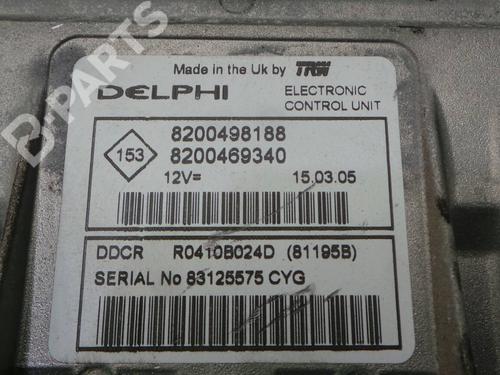 B-PARTS
Made in the Uk by TRW
DELPHI
ELECTRONIC
CONTROL UNIT
8200498188
153
8200469340
12V=
15.03.05
DDCR R0410B024D (81195B)
SERIAL No 83125575 CYG